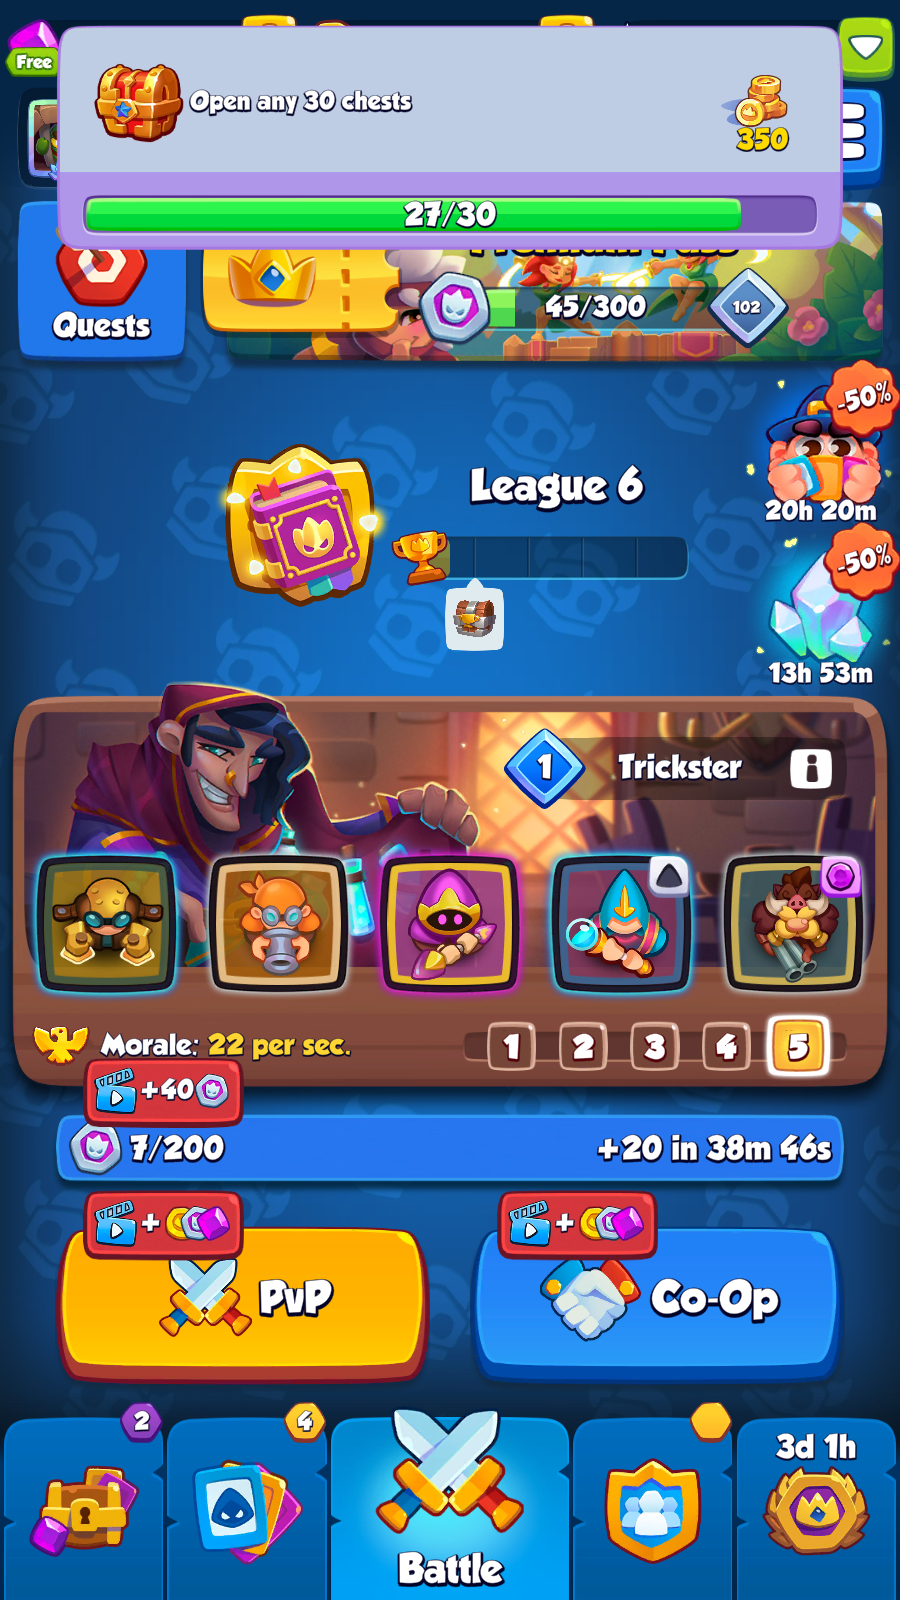 Free
Open any 30 chests
350
27/30
Quests
45/300
102
-50%
League 6
20h 20m
-50%
13h 53m
1
Trickster
Morale: 22 per sec.
1
2
3
4
5
+40
7/200
+20 in 38m 46s
+
+
PvP
Co-Op
2
4
3d 1h
Battle